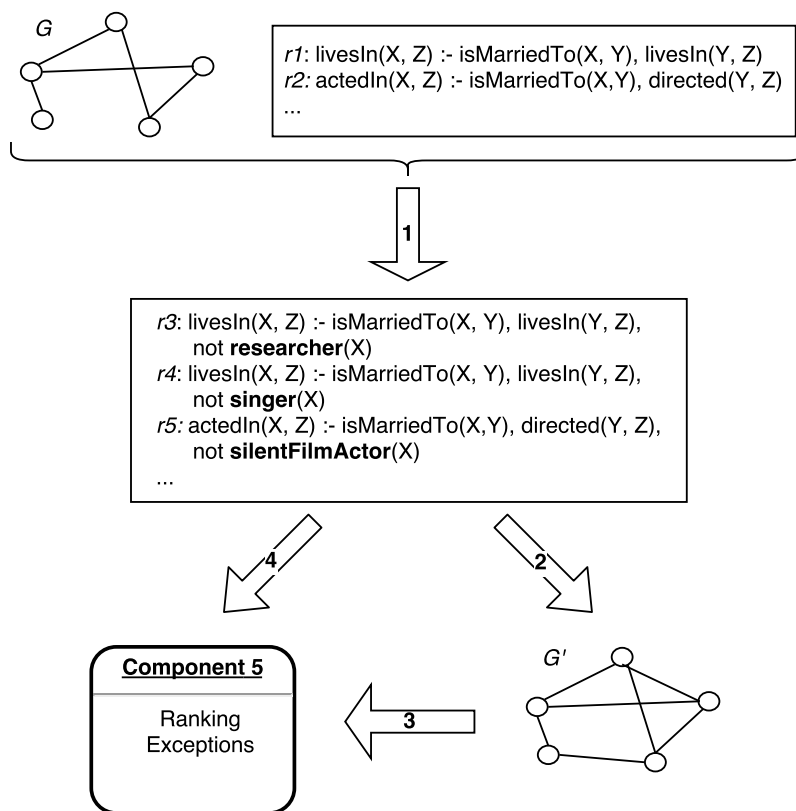 G
r1: livesIn(X, Z) :- isMarriedTo(X, Y), livesIn(Y, Z)
r2: actedIn(X, Z) :- isMarriedTo(X,Y), directed(Y, Z)
...
1
r3: livesIn(X, Z) :- isMarriedTo(X, Y), livesIn(Y, Z),
not researcher(X)
r4: livesIn(X, Z) :- isMarriedTo(X, Y), livesIn(Y, Z),
not singer(X)
r5: actedIn(X, Z) :- isMarriedTo(X,Y), directed(Y, Z),
not silentFilmActor(X)
...
4
2
Component 5
Ranking
Exceptions
3
G'